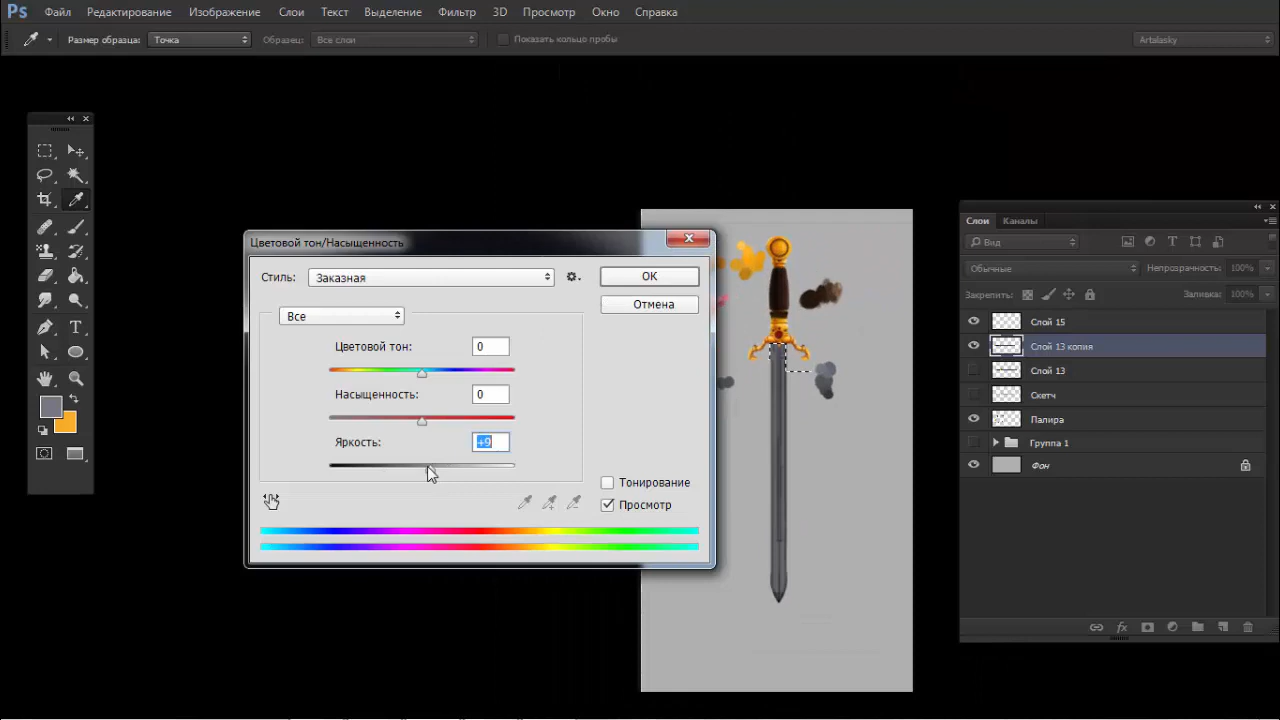 Ps Файл Редактирование Изображение Слои Текст Выделение Фильтр 3D Просмотр Окно Справка
Размер образца: Точка Образец: Все слои Показать кольцо пробы Artalasky
Слои Каналы
Вид
Обычные Непрозрачность: 100%
Закрепить: Заливка: 100%
Слой 15
Слой 13 копия
Слой 13
Скетч
Палира
Группа 1
Фон
Цветовой тон/Насыщенность
Стиль: Заказная OK
Отмена
Все
Цветовой тон: 0
Насыщенность: 0
Яркость: +9
Тонирование
Просмотр